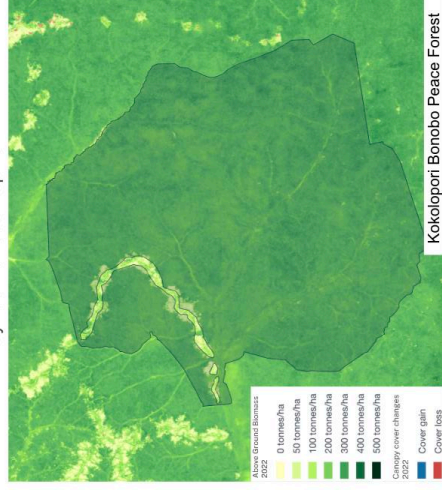 Above Ground Biomass
2022
0 tonnes/ha
50 tonnes/ha
100 tonnes/ha
200 tonnes/ha
300 tonnes/ha
400 tonnes/ha
500 tonnes/ha
Canopy cover changes
2022
Cover gain
Cover loss
Kokolopori Bonobo Peace Forest